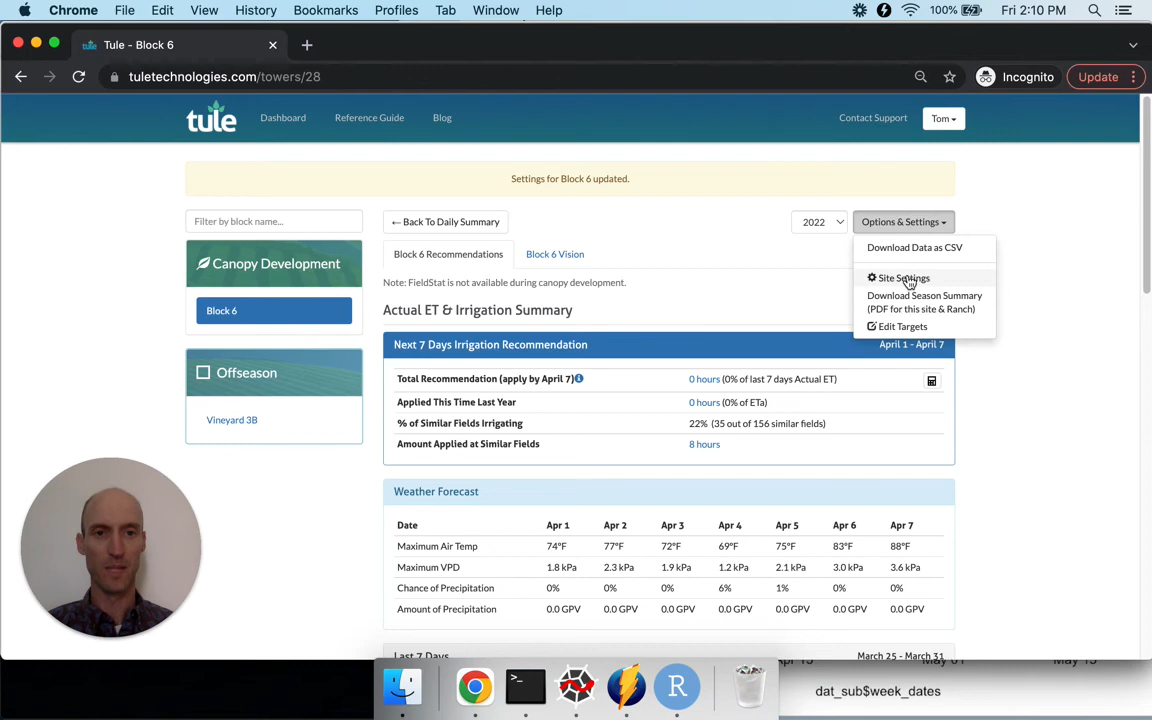 Chrome File Edit View History Bookmarks Profiles Tab Window Help 100% Fri 2:10 PM
Tule - Block 6
tuletechnologies.com/towers/28 Incognito Update
tule Dashboard Reference Guide Blog Contact Support Tom
Settings for Block 6 updated.
Filter by block name... ← Back To Daily Summary 2022 Options & Settings
Download Data as CSV
Site Settings
Download Season Summary
(PDF for this site & Ranch)
Edit Targets
Canopy Development
Block 6
Offseason
Vineyard 3B
Block 6 Recommendations Block 6 Vision
Note: FieldStat is not available during canopy development.
Actual ET & Irrigation Summary
Next 7 Days Irrigation Recommendation April 1 - April 7
Total Recommendation (apply by April 7) 0 hours (0% of last 7 days Actual ET)
Applied This Time Last Year 0 hours (0% of ETa)
% of Similar Fields Irrigating 22% (35 out of 156 similar fields)
Amount Applied at Similar Fields 8 hours
Weather Forecast
Date Apr 1 Apr 2 Apr 3 Apr 4 Apr 5 Apr 6 Apr 7
Maximum Air Temp 74°F 77°F 72°F 69°F 75°F 83°F 88°F
Maximum VPD 1.8 kPa 2.3 kPa 1.9 kPa 1.2 kPa 2.1 kPa 3.0 kPa 3.6 kPa
Chance of Precipitation 0% 0% 0% 6% 1% 0% 0%
Amount of Precipitation 0.0 GPV 0.0 GPV 0.0 GPV 0.0 GPV 0.0 GPV 0.0 GPV 0.0 GPV
Last 7 Days March 25 - March 31
R
dat_sub$week_dates